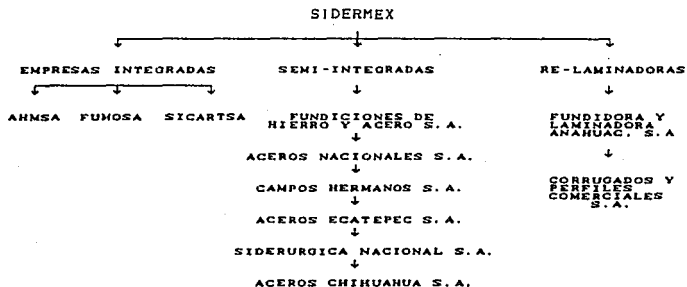 SIDERMEX
EMPRESAS INTEGRADAS
SEMI-INTEGRADAS
RE-LAMINADORAS
AHMSA FUMOSA SICARTSA
FUNDICIONES DE
HIERRO Y ACERO S.A.
ACEROS NACIONALES S.A.
CAMPOS HERMANOS S.A.
ACEROS ECATEPEC S.A.
SIDERURGICA NACIONAL S.A.
ACEROS CHIHUAHUA S.A.
FUNDIDORA Y
LAMINADORA
ANAHUAC. S.A
CORRUGADOS Y
PERFILES
COMERCIALES
S.A.